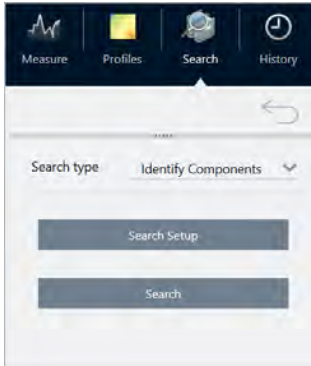 Measure Profiles Search History
Search type Identify Components
Search Setup
Search